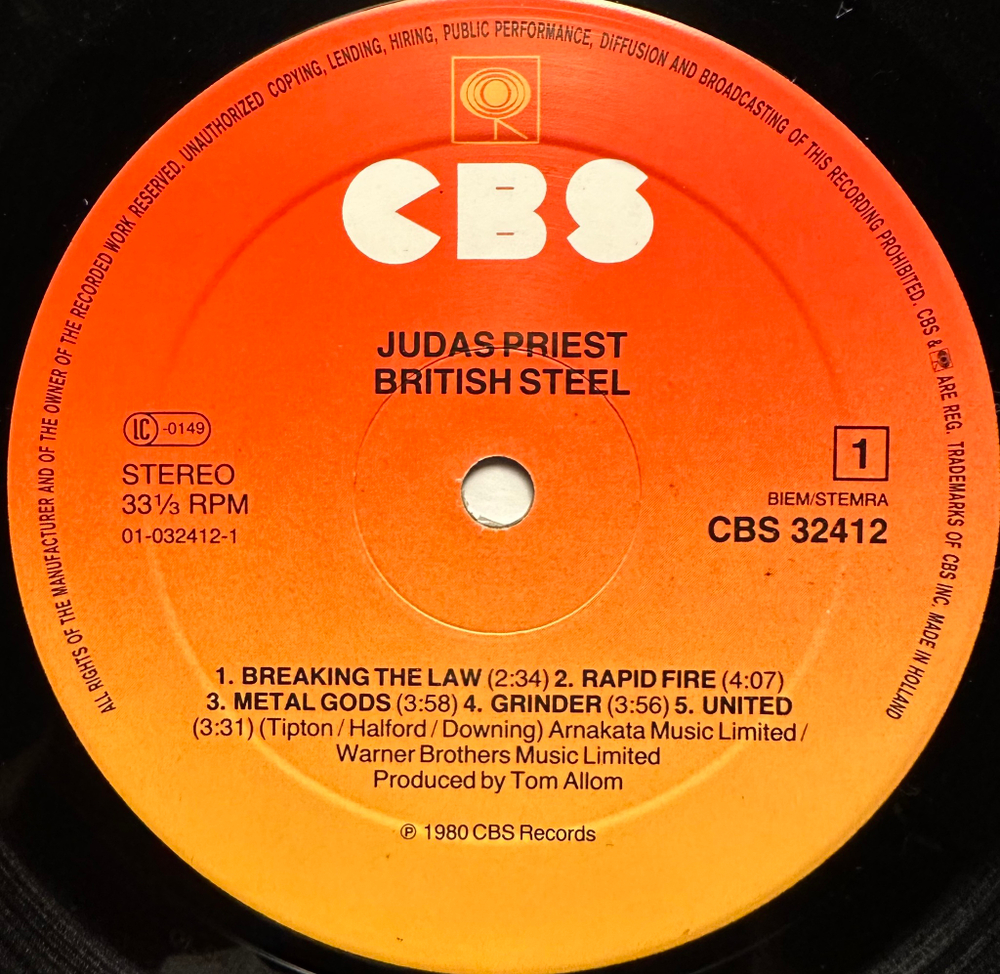 ALL RIGHTS OF THE MANUFACTURER AND OF THE OWNER OF THE RECORDED WORK RESERVED. UNAUTHORIZED COPYING, LENDING, HIRING, PUBLIC PERFORMANCE, DIFFUSION AND BROADCASTING OF THIS RECORDING PROHIBITED. CBS & ARE REG. TRADEMARKS OF CBS INC. MADE IN HOLLAND
CBS
JUDAS PRIEST
BRITISH STEEL
LC -0149
STEREO
33⅓ RPM
01-032412-1
1
BIEM/STEMRA
CBS 32412
1. BREAKING THE LAW (2:34) 2. RAPID FIRE (4:07)
3. METAL GODS (3:58) 4. GRINDER (3:56) 5. UNITED
(3:31) (Tipton / Halford / Downing) Arnakata Music Limited /
Warner Brothers Music Limited
Produced by Tom Allom
℗ 1980 CBS Records